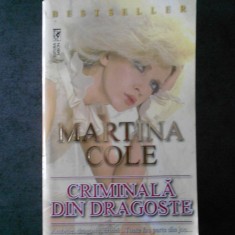 BESTSELLER
MARTINA
COLE
CRIMINALĂ
DIN DRAGOSTE